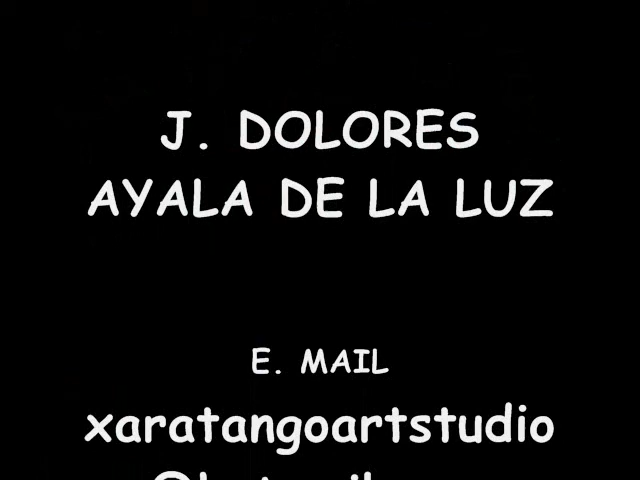 J. DOLORES
AYALA DE LA LUZ
E. MAIL
xaratangoartstudio